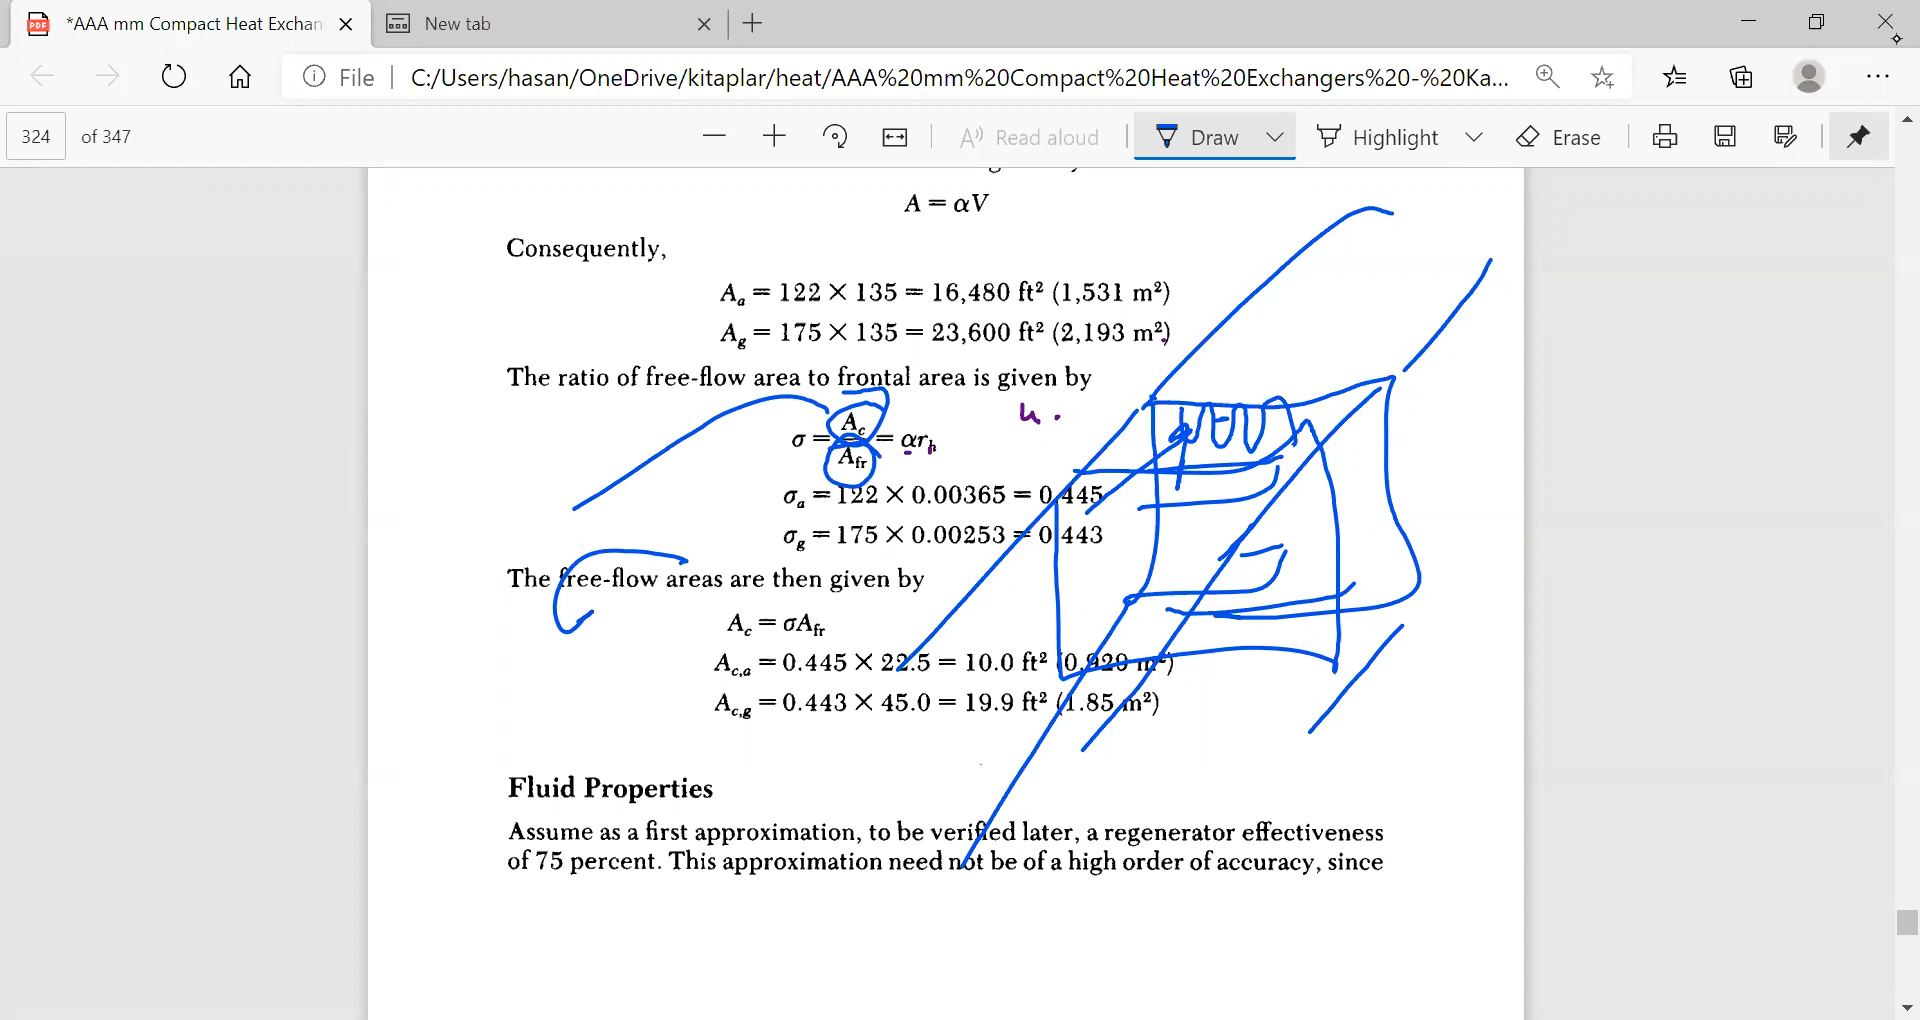 *AAA mm Compact Heat Exchan
New tab
File
C:/Users/hasan/OneDrive/kitaplar/heat/AAA%20mm%20Compact%20Heat%20Exchangers%20-%20Ka...
324 of 347
Read aloud
Draw
Highlight
Erase
A = αV
Consequently,
Aₐ = 122 × 135 = 16,480 ft² (1,531 m²)
A_g = 175 × 135 = 23,600 ft² (2,193 m²)
The ratio of free-flow area to frontal area is given by
σ = A_c / A_fr = αr_h
σₐ = 122 × 0.00365 = 0.445
σ_g = 175 × 0.00253 = 0.443
The free-flow areas are then given by
A_c = σA_fr
A_c,a = 0.445 × 22.5 = 10.0 ft² (0.929 m²)
A_c,g = 0.443 × 45.0 = 19.9 ft² (1.85 m²)
Fluid Properties
Assume as a first approximation, to be verified later, a regenerator effectiveness
of 75 percent. This approximation need not be of a high order of accuracy, since